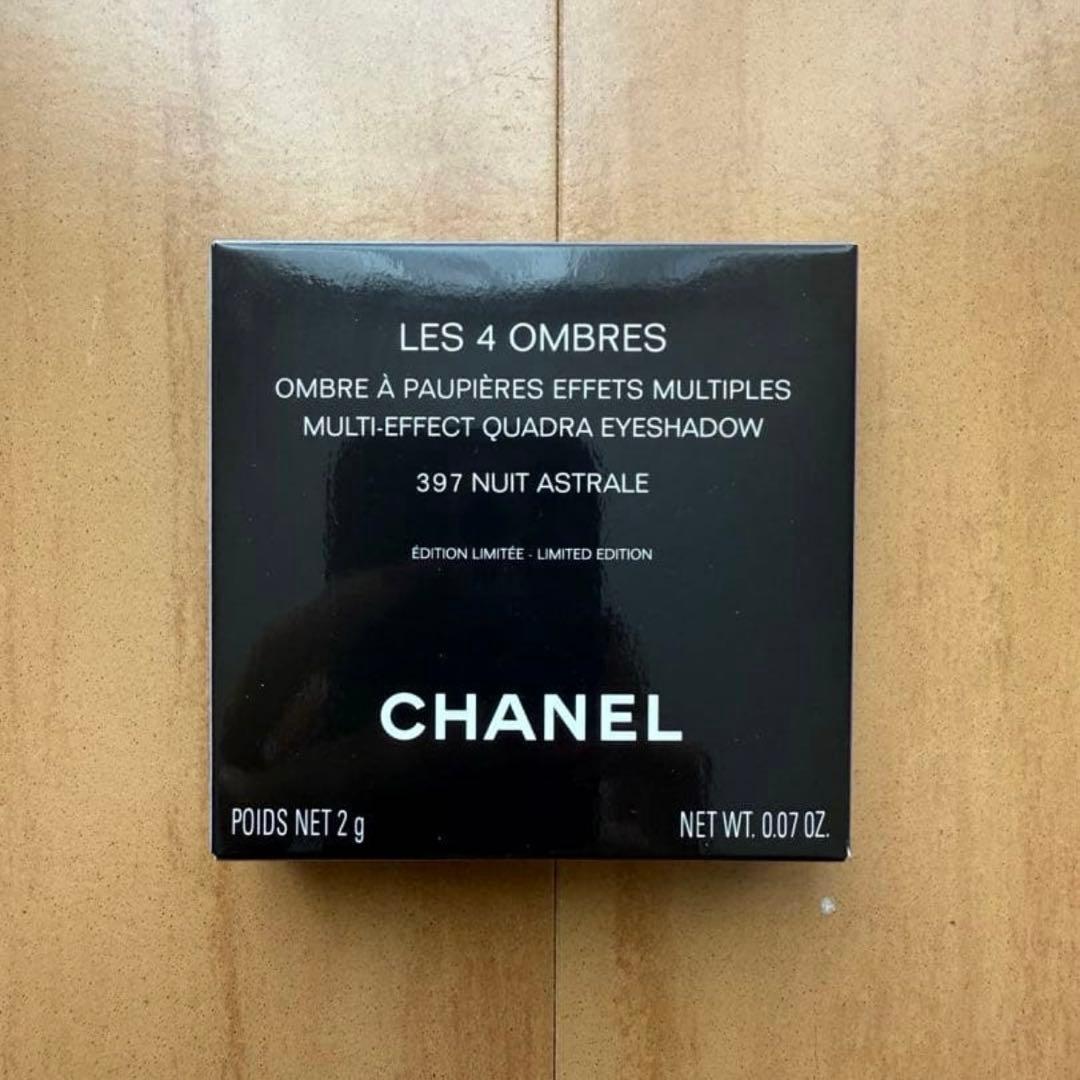 LES 4 OMBRES
OMBRE À PAUPIÈRES EFFETS MULTIPLES
MULTI-EFFECT QUADRA EYESHADOW
397 NUIT ASTRALE
ÉDITION LIMITÉE - LIMITED EDITION
CHANEL
POIDS NET 2 g
NET WT. 0.07 OZ.